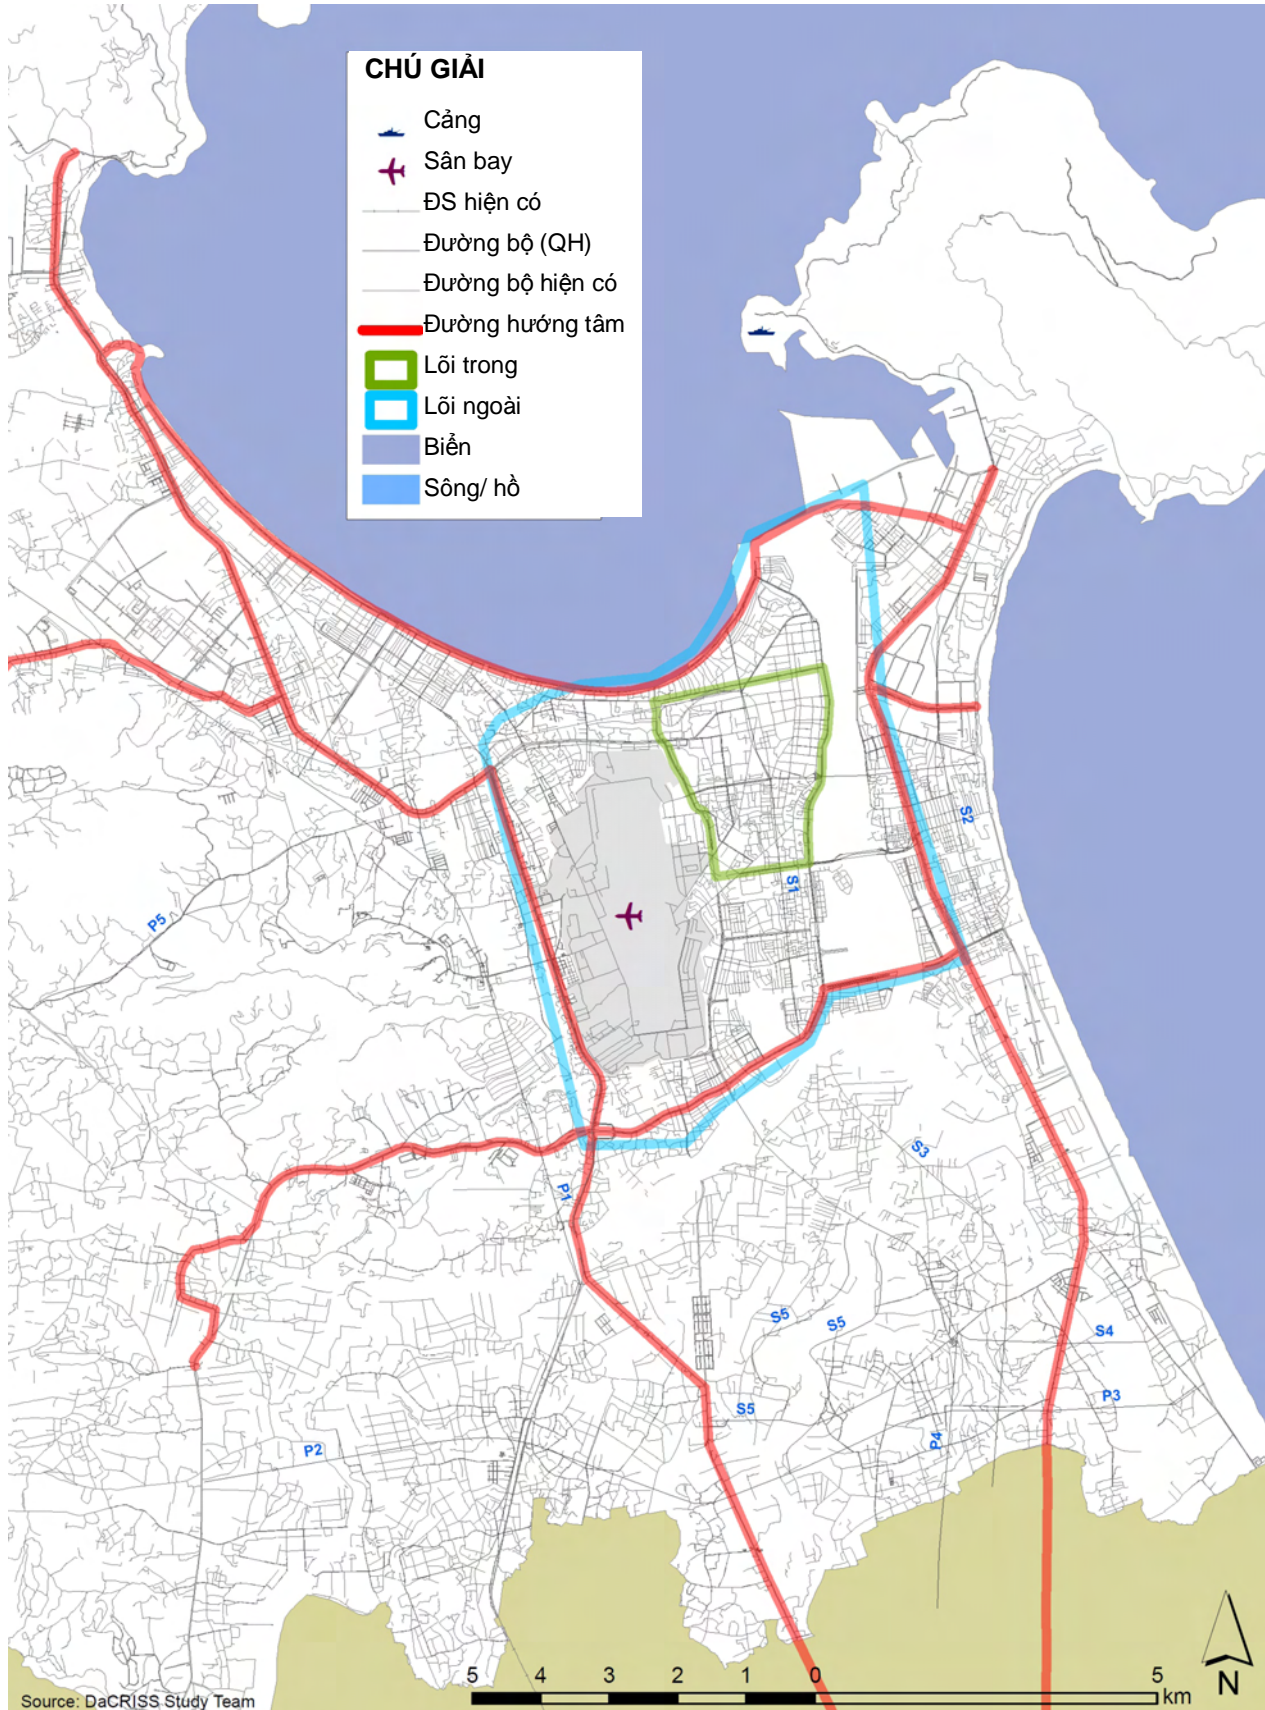 CHÚ GIẢI
Cảng
Sân bay
ĐS hiện có
Đường bộ (QH)
Đường bộ hiện có
Đường hướng tâm
Lõi trong
Lõi ngoài
Biển
Sông/ hồ
S2
S1
P5
S3
P1
S5
S5
S4
P3
S5
P4
P2
5 4 3 2 1 0 5
km
N
Source: DaCRISS Study Team